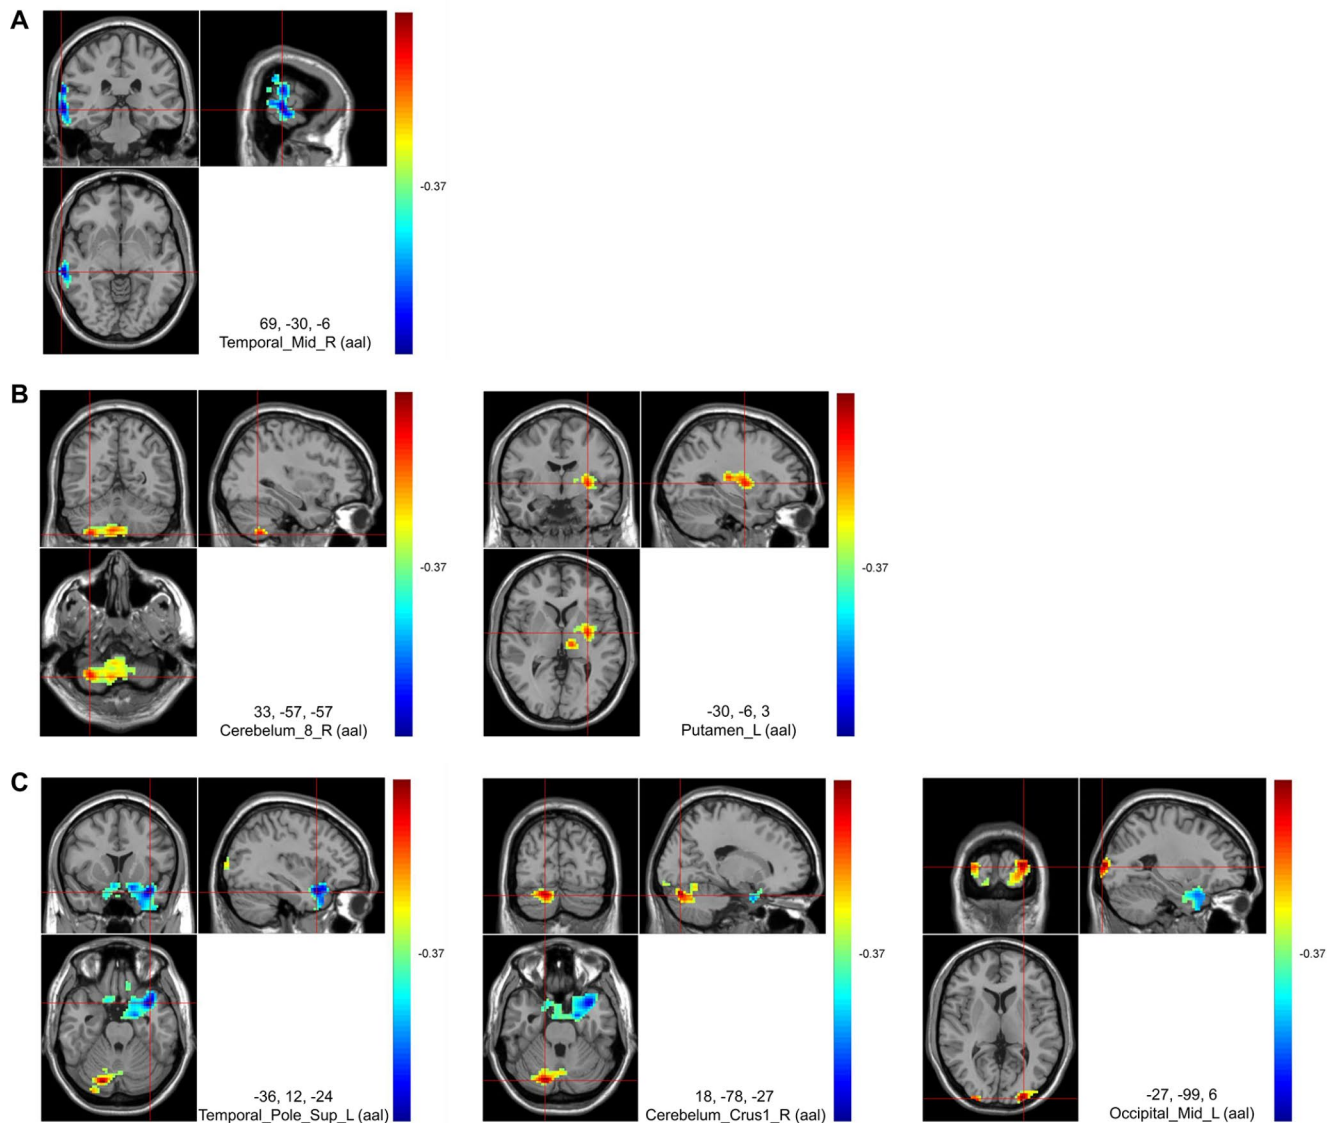 A
-0.37
69, -30, -6
Temporal_Mid_R (aal)
B
-0.37
33, -57, -57
Cerebelum_8_R (aal)
-0.37
-30, -6, 3
Putamen_L (aal)
C
-0.37
-36, 12, -24
Temporal_Pole_Sup_L (aal)
-0.37
18, -78, -27
Cerebelum_Crus1_R (aal)
-0.37
-27, -99, 6
Occipital_Mid_L (aal)